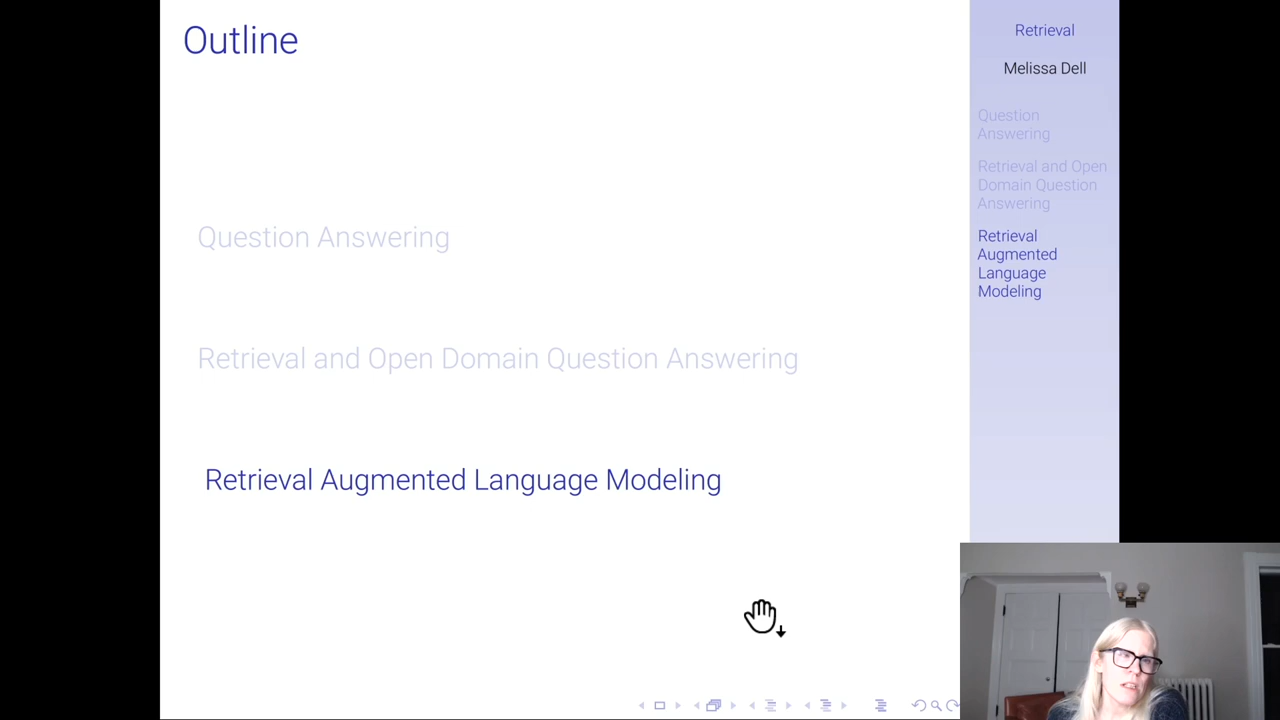 Outline
Question Answering
Retrieval and Open Domain Question Answering
Retrieval Augmented Language Modeling
Retrieval
Melissa Dell
Question
Answering
Retrieval and Open
Domain Question
Answering
Retrieval
Augmented
Language
Modeling